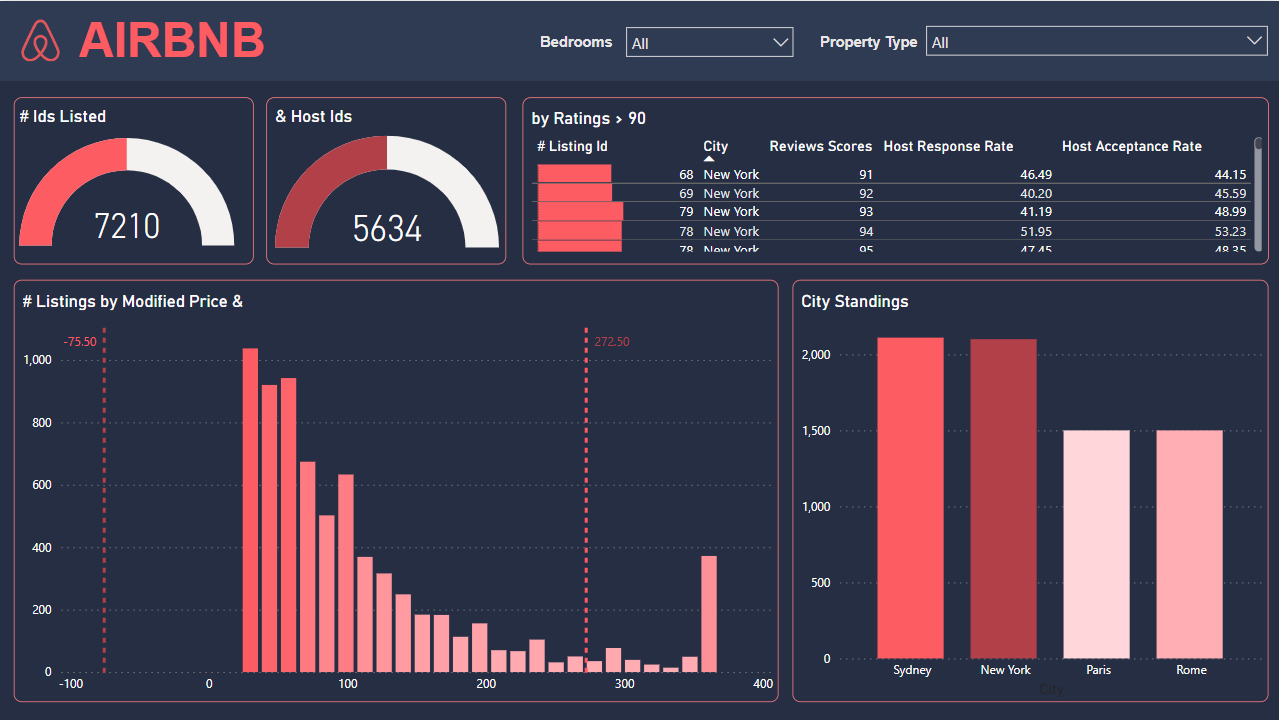 AIRBNB
Bedrooms All Property Type All
# Ids Listed
7210
& Host Ids
5634
by Ratings > 90
# Listing Id City Reviews Scores Host Response Rate Host Acceptance Rate
68 New York 91 46.49 44.15
69 New York 92 40.20 45.59
79 New York 93 41.19 48.99
78 New York 94 51.95 53.23
78 New York 95 47.45 48.35
# Listings by Modified Price &
-75.50 272.50
1,000
800
600
400
200
0
-100 0 100 200 300 400
City Standings
2,000
1,500
1,000
500
0
Sydney New York Paris Rome
City